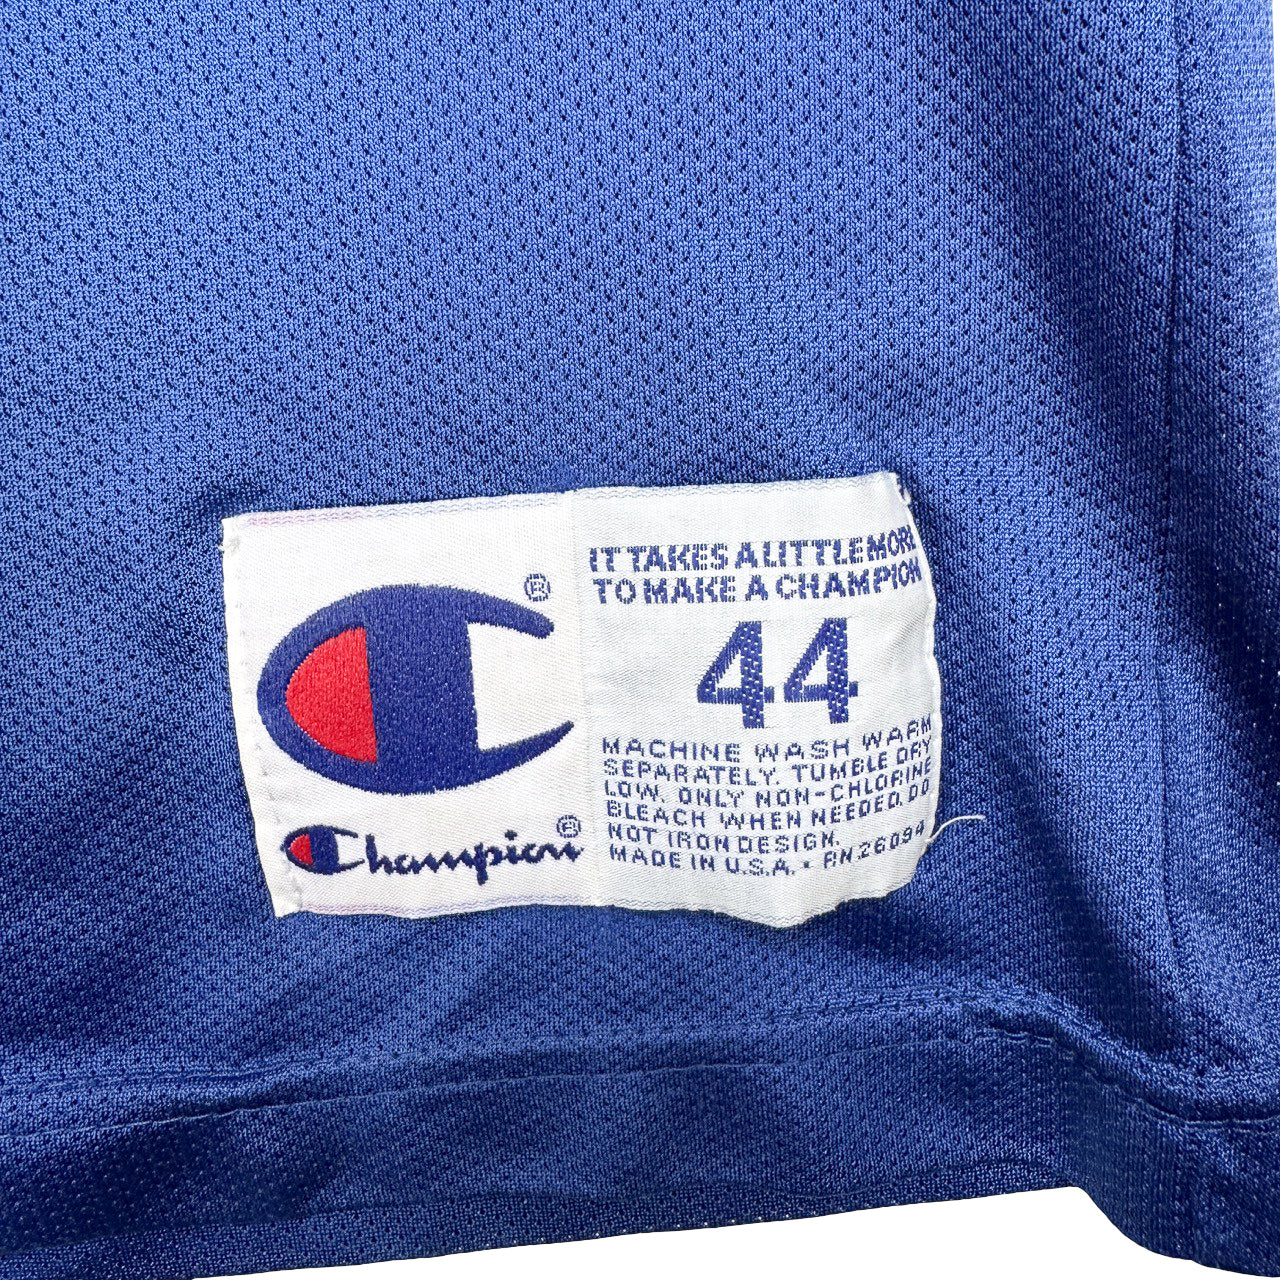 ®
Champion®
IT TAKES A LITTLE MORE
TO MAKE A CHAMPION
44
MACHINE WASH WARM
SEPARATELY. TUMBLE DRY
LOW. ONLY NON-CHLORINE
BLEACH WHEN NEEDED. DO
NOT IRON DESIGN.
MADE IN U.S.A. • RN 26094